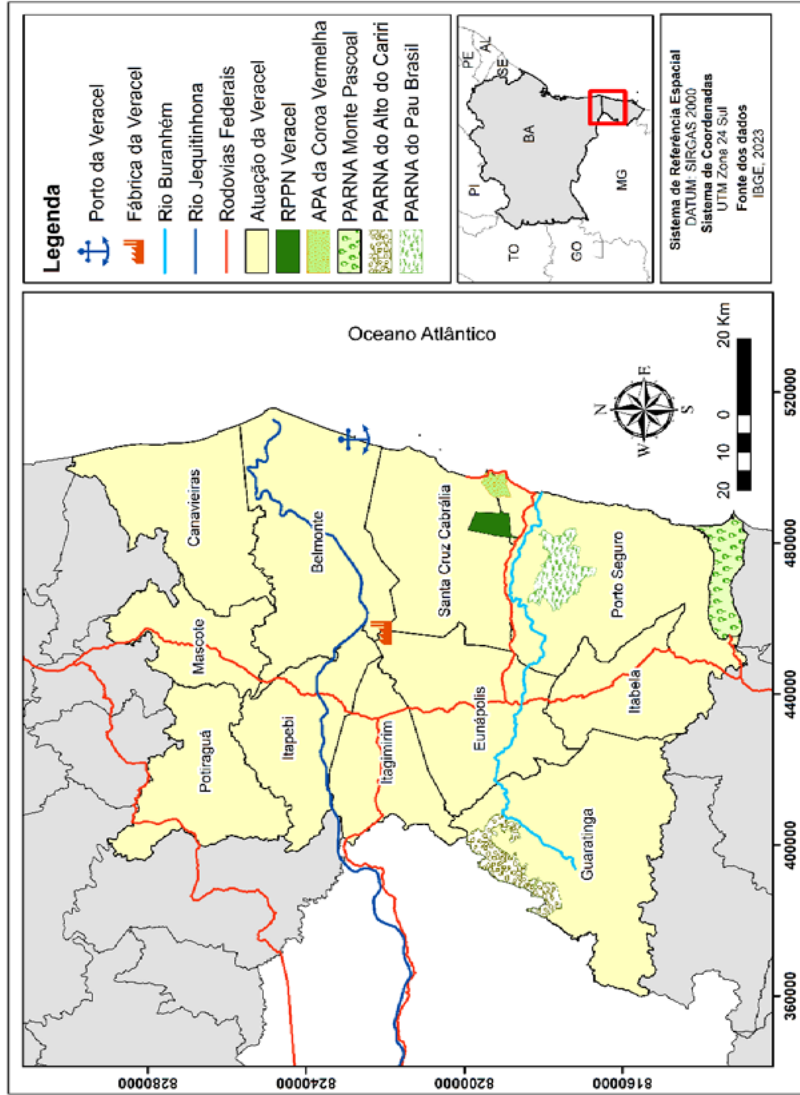 Legenda
Porto da Veracel
Fábrica da Veracel
Rio Buranhém
Rio Jequitinhona
Rodovias Federais
Atuação da Veracel
RPPN Veracel
APA da Coroa Vermelha
PARNA Monte Pascoal
PARNA do Alto do Cariri
PARNA do Pau Brasil
PE
AL
SE
PI
BA
TO
GO
MG
Sistema de Referência Espacial
DATUM: SIRGAS 2000
Sistema de Coordenadas
UTM Zona 24 Sul
Fonte dos dados
IBGE, 2023
Oceano Atlântico
Canavieiras
Mascote
Potiraguá
Belmonte
Itapebi
Itagimirim
Santa Cruz Cabrália
Eunápolis
Porto Seguro
Itabela
Guaratinga
N
W
E
S
20 10 0 20 Km
8280000
8240000
8200000
8160000
360000
400000
440000
480000
520000